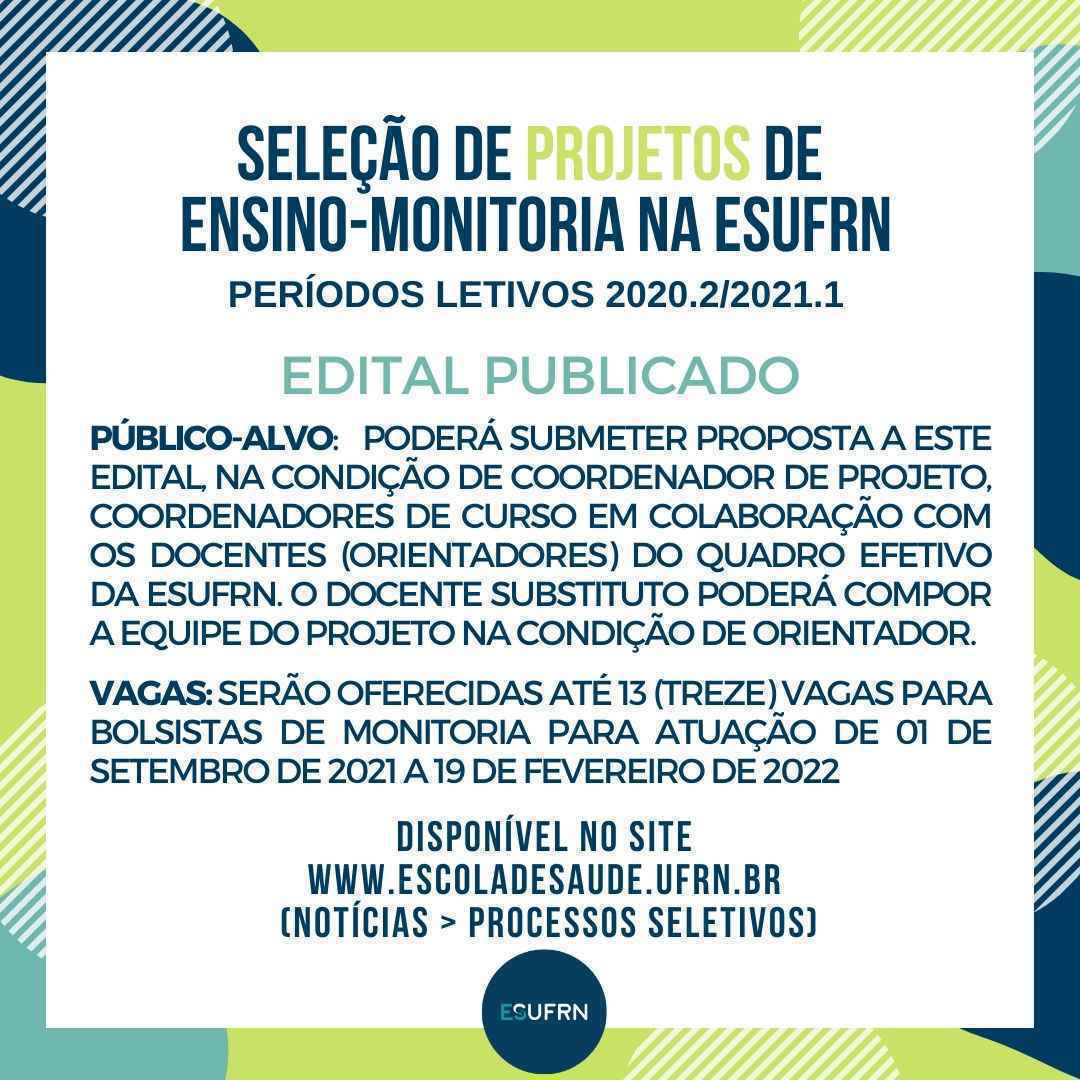 SELEÇÃO DE PROJETOS DE
ENSINO-MONITORIA NA ESUFRN
PERÍODOS LETIVOS 2020.2/2021.1
EDITAL PUBLICADO
PÚBLICO-ALVO: PODERÁ SUBMETER PROPOSTA A ESTE
EDITAL, NA CONDIÇÃO DE COORDENADOR DE PROJETO,
COORDENADORES DE CURSO EM COLABORAÇÃO COM
OS DOCENTES (ORIENTADORES) DO QUADRO EFETIVO
DA ESUFRN. O DOCENTE SUBSTITUTO PODERÁ COMPOR
A EQUIPE DO PROJETO NA CONDIÇÃO DE ORIENTADOR.
VAGAS: SERÃO OFERECIDAS ATÉ 13 (TREZE) VAGAS PARA
BOLSISTAS DE MONITORIA PARA ATUAÇÃO DE 01 DE
SETEMBRO DE 2021 A 19 DE FEVEREIRO DE 2022
DISPONÍVEL NO SITE
WWW.ESCOLADESAUDE.UFRN.BR
(NOTÍCIAS > PROCESSOS SELETIVOS)
ESUFRN